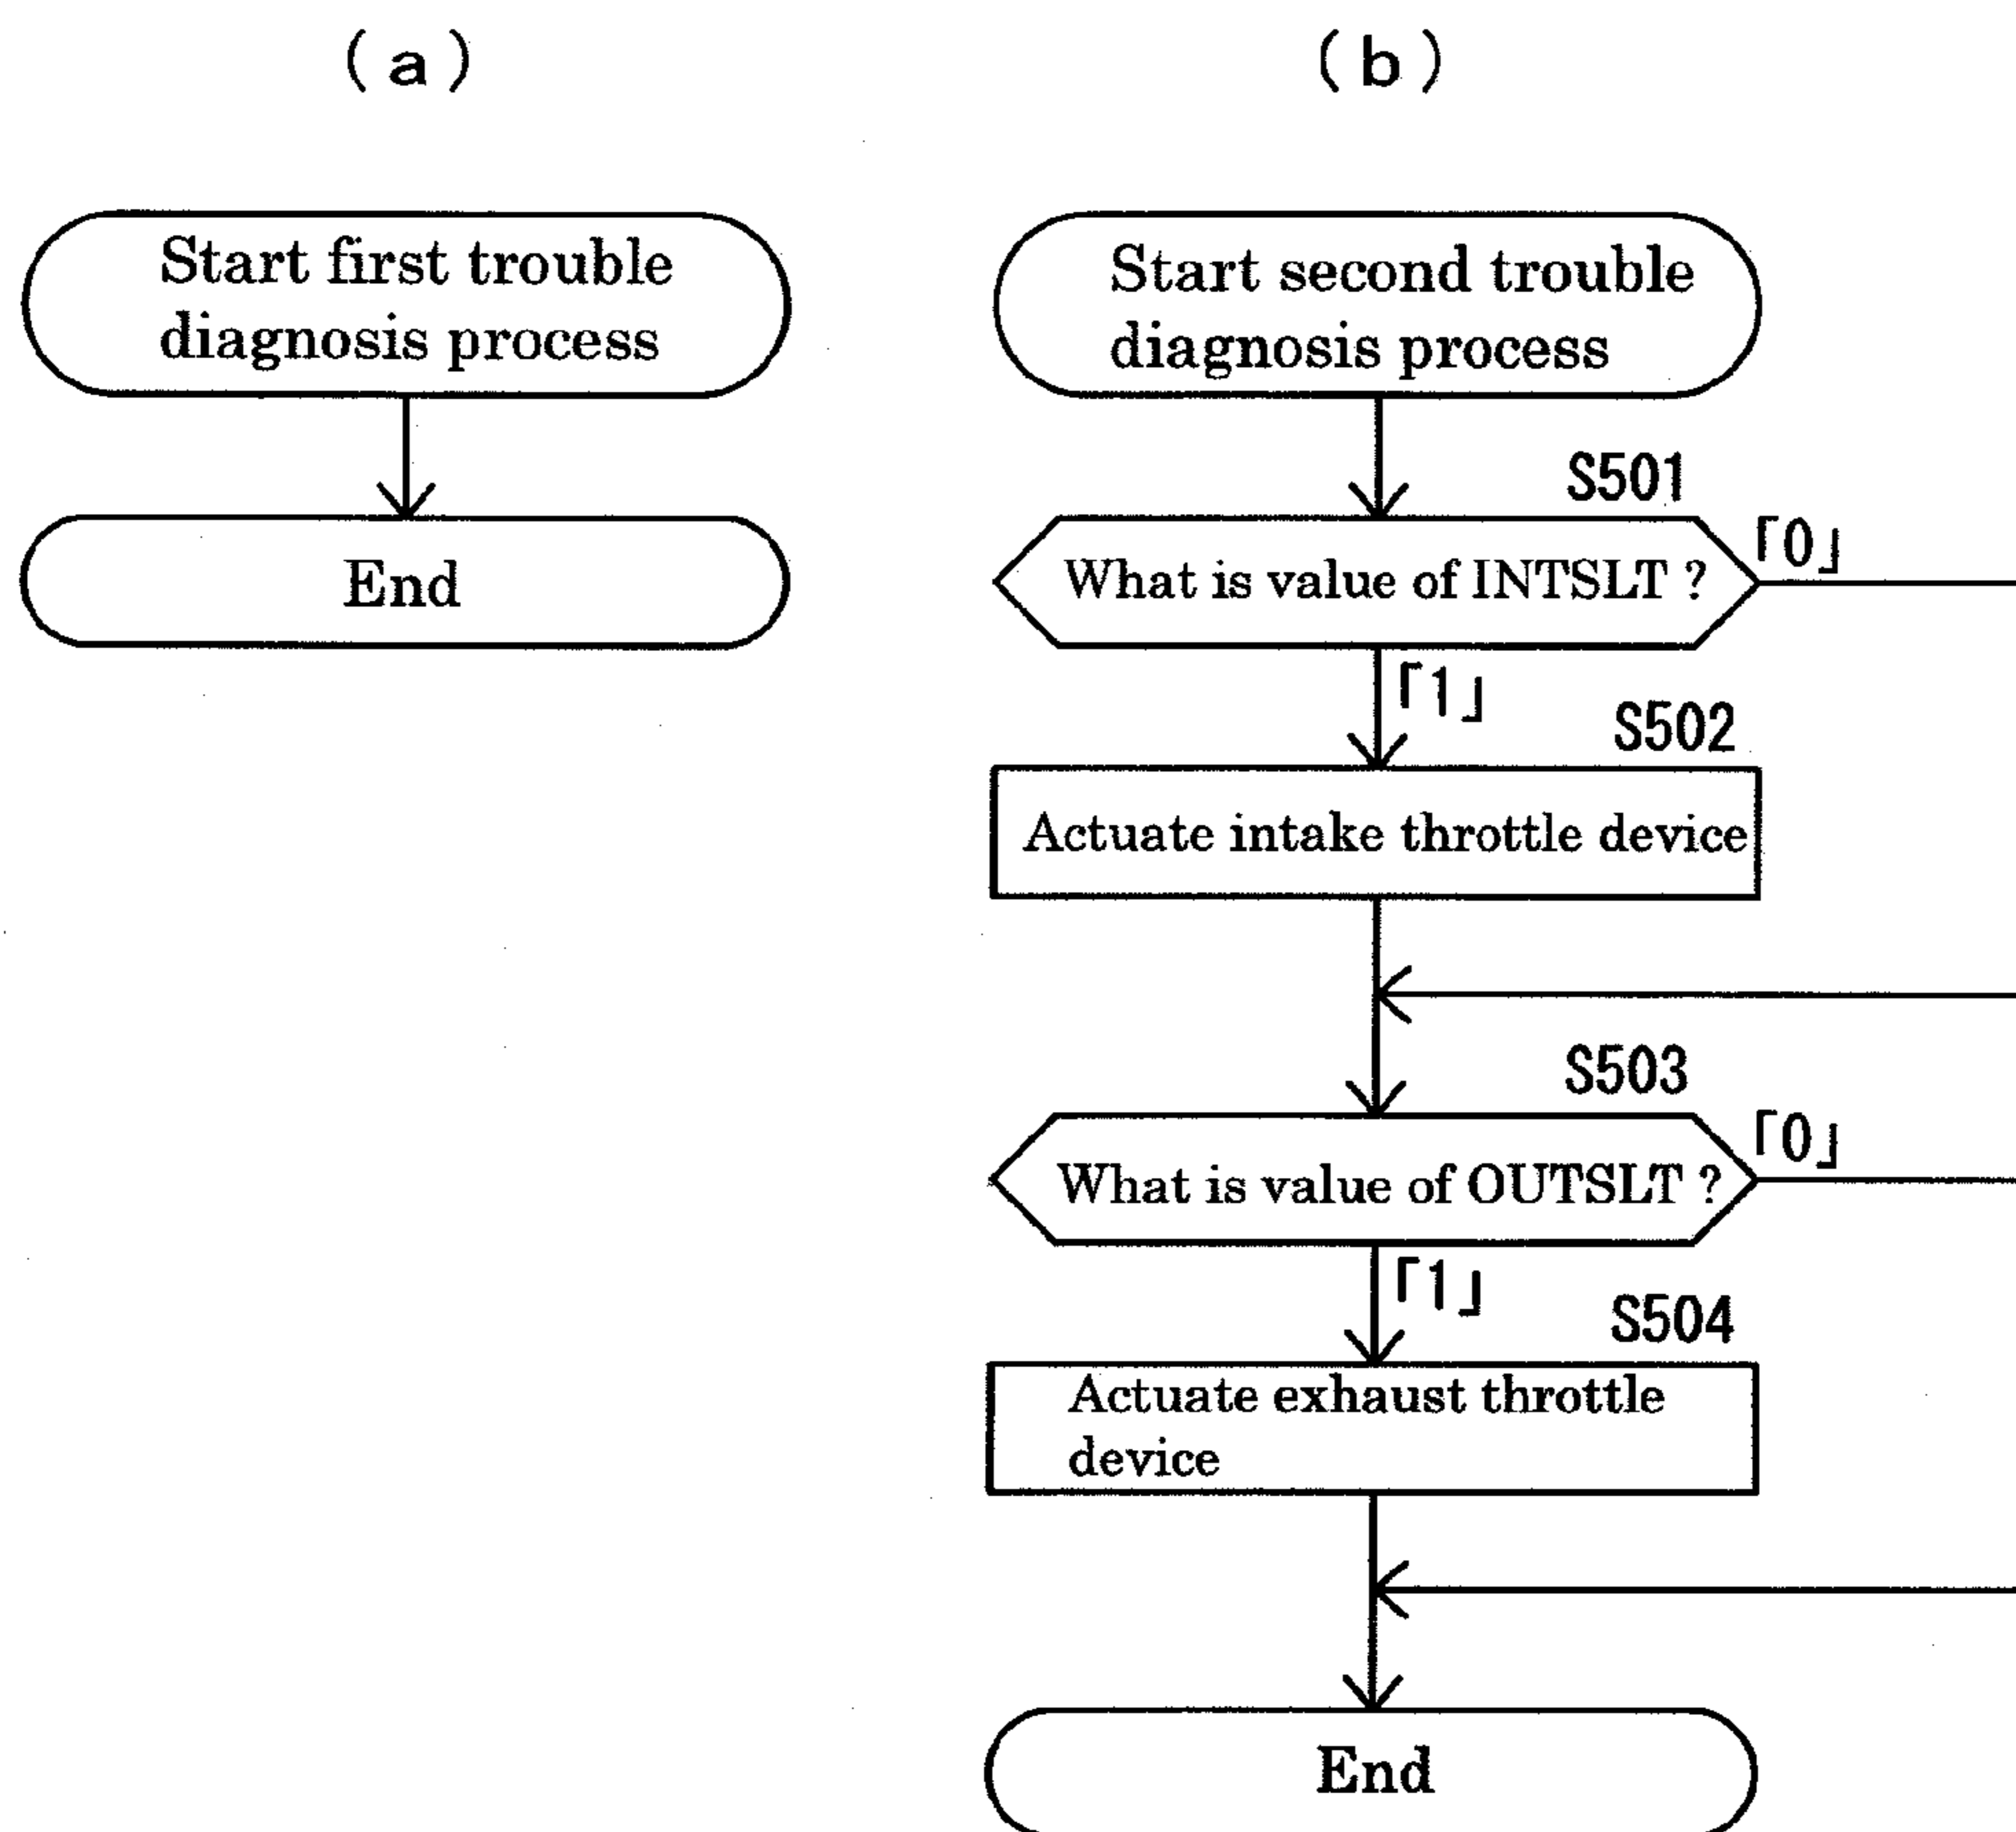 (a)
Start first trouble
diagnosis process
End
(b)
Start second trouble
diagnosis process
S501
What is value of INTSLT ?
「0」
「1」
S502
Actuate intake throttle device
S503
What is value of OUTSLT ?
「0」
「1」
S504
Actuate exhaust throttle
device
End